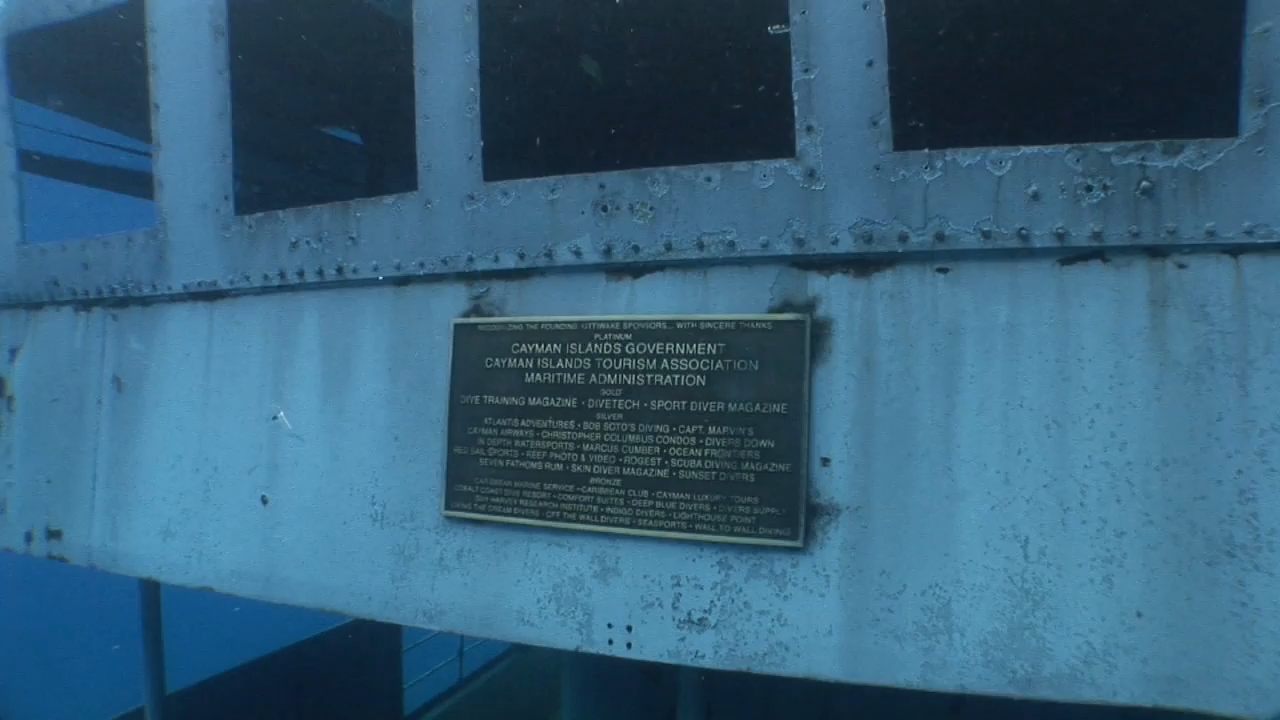 RECOGNIZING THE FOUNDING KITTIWAKE SPONSORS... WITH SINCERE THANKS
PLATINUM
CAYMAN ISLANDS GOVERNMENT
CAYMAN ISLANDS TOURISM ASSOCIATION
MARITIME ADMINISTRATION
GOLD
DIVE TRAINING MAGAZINE • DIVETECH • SPORT DIVER MAGAZINE
SILVER
ATLANTIS ADVENTURES • BOB SOTO'S DIVING • CAPT. MARVIN'S
CAYMAN AIRWAYS • CHRISTOPHER COLUMBUS CONDOS • DIVERS DOWN
IN DEPTH WATERSPORTS • MARCUS CUMBER • OCEAN FRONTIERS
RED SAIL SPORTS • REEF PHOTO & VIDEO • ROGEST • SCUBA DIVING MAGAZINE
SEVEN FATHOMS RUM • SKIN DIVER MAGAZINE • SUNSET DIVERS
BRONZE
CARIBBEAN MARINE SERVICE • CARIBBEAN CLUB • CAYMAN LUXURY TOURS
COBALT COAST DIVE RESORT • COMFORT SUITES • DEEP BLUE DIVERS • DIVERS SUPPLY
GUY HARVEY RESEARCH INSTITUTE • INDIGO DIVERS • LIGHTHOUSE POINT
LIVING THE DREAM DIVERS • OFF THE WALL DIVERS • SEASPORTS • WALL TO WALL DIVING